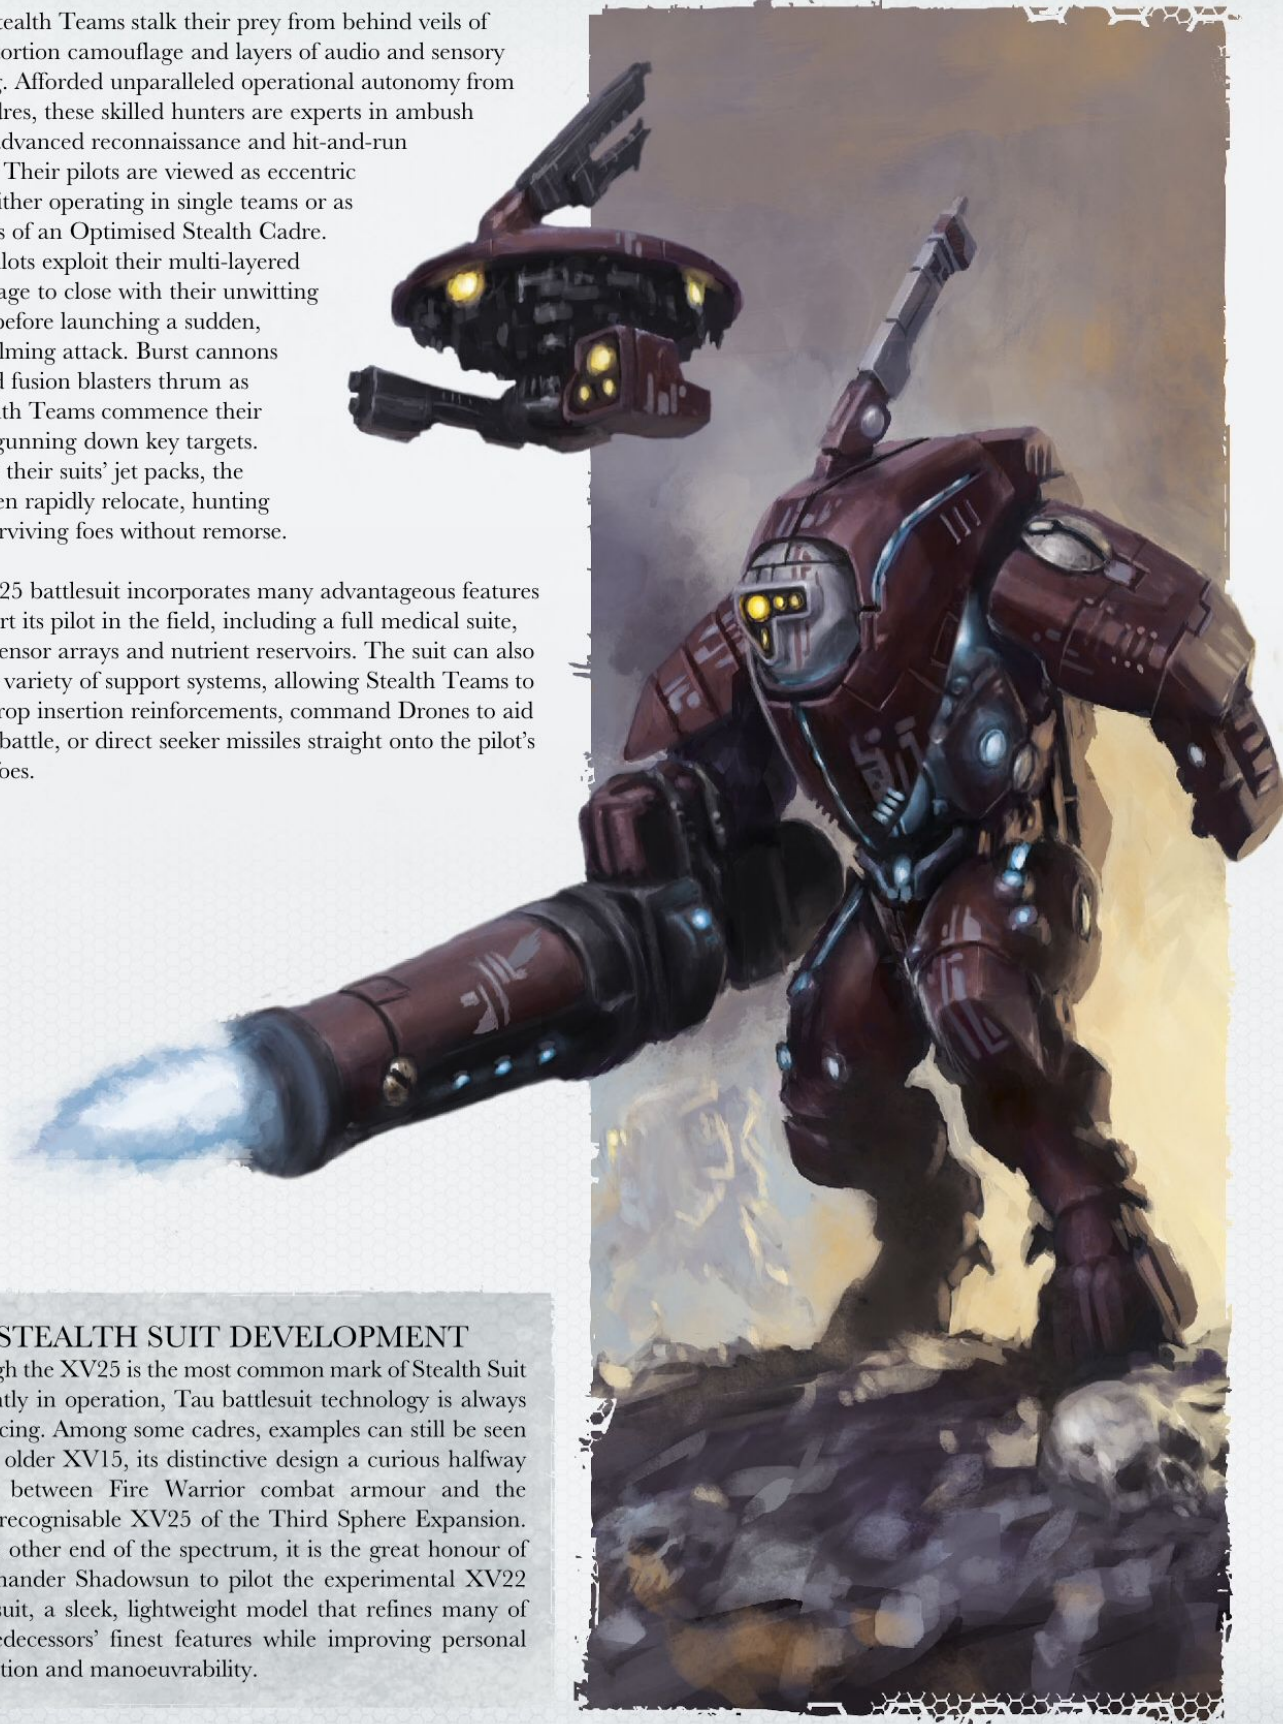 Stealth Teams stalk their prey from behind veils of
ortion camouflage and layers of audio and sensory
g. Afforded unparalleled operational autonomy from
dres, these skilled hunters are experts in ambush
advanced reconnaissance and hit-and-run
Their pilots are viewed as eccentric
ither operating in single teams or as
s of an Optimised Stealth Cadre.
ilots exploit their multi-layered
age to close with their unwitting
before launching a sudden,
lming attack. Burst cannons
d fusion blasters thrum as
lth Teams commence their
gunning down key targets.
their suits’ jet packs, the
en rapidly relocate, hunting
rviving foes without remorse.
25 battlesuit incorporates many advantageous features
rt its pilot in the field, including a full medical suite,
ensor arrays and nutrient reservoirs. The suit can also
variety of support systems, allowing Stealth Teams to
rop insertion reinforcements, command Drones to aid
battle, or direct seeker missiles straight onto the pilot’s
foes.
STEALTH SUIT DEVELOPMENT
gh the XV25 is the most common mark of Stealth Suit
ntly in operation, Tau battlesuit technology is always
cing. Among some cadres, examples can still be seen
older XV15, its distinctive design a curious halfway
between Fire Warrior combat armour and the
recognisable XV25 of the Third Sphere Expansion.
other end of the spectrum, it is the great honour of
mander Shadowsun to pilot the experimental XV22
suit, a sleek, lightweight model that refines many of
edecessors’ finest features while improving personal
tion and manoeuvrability.